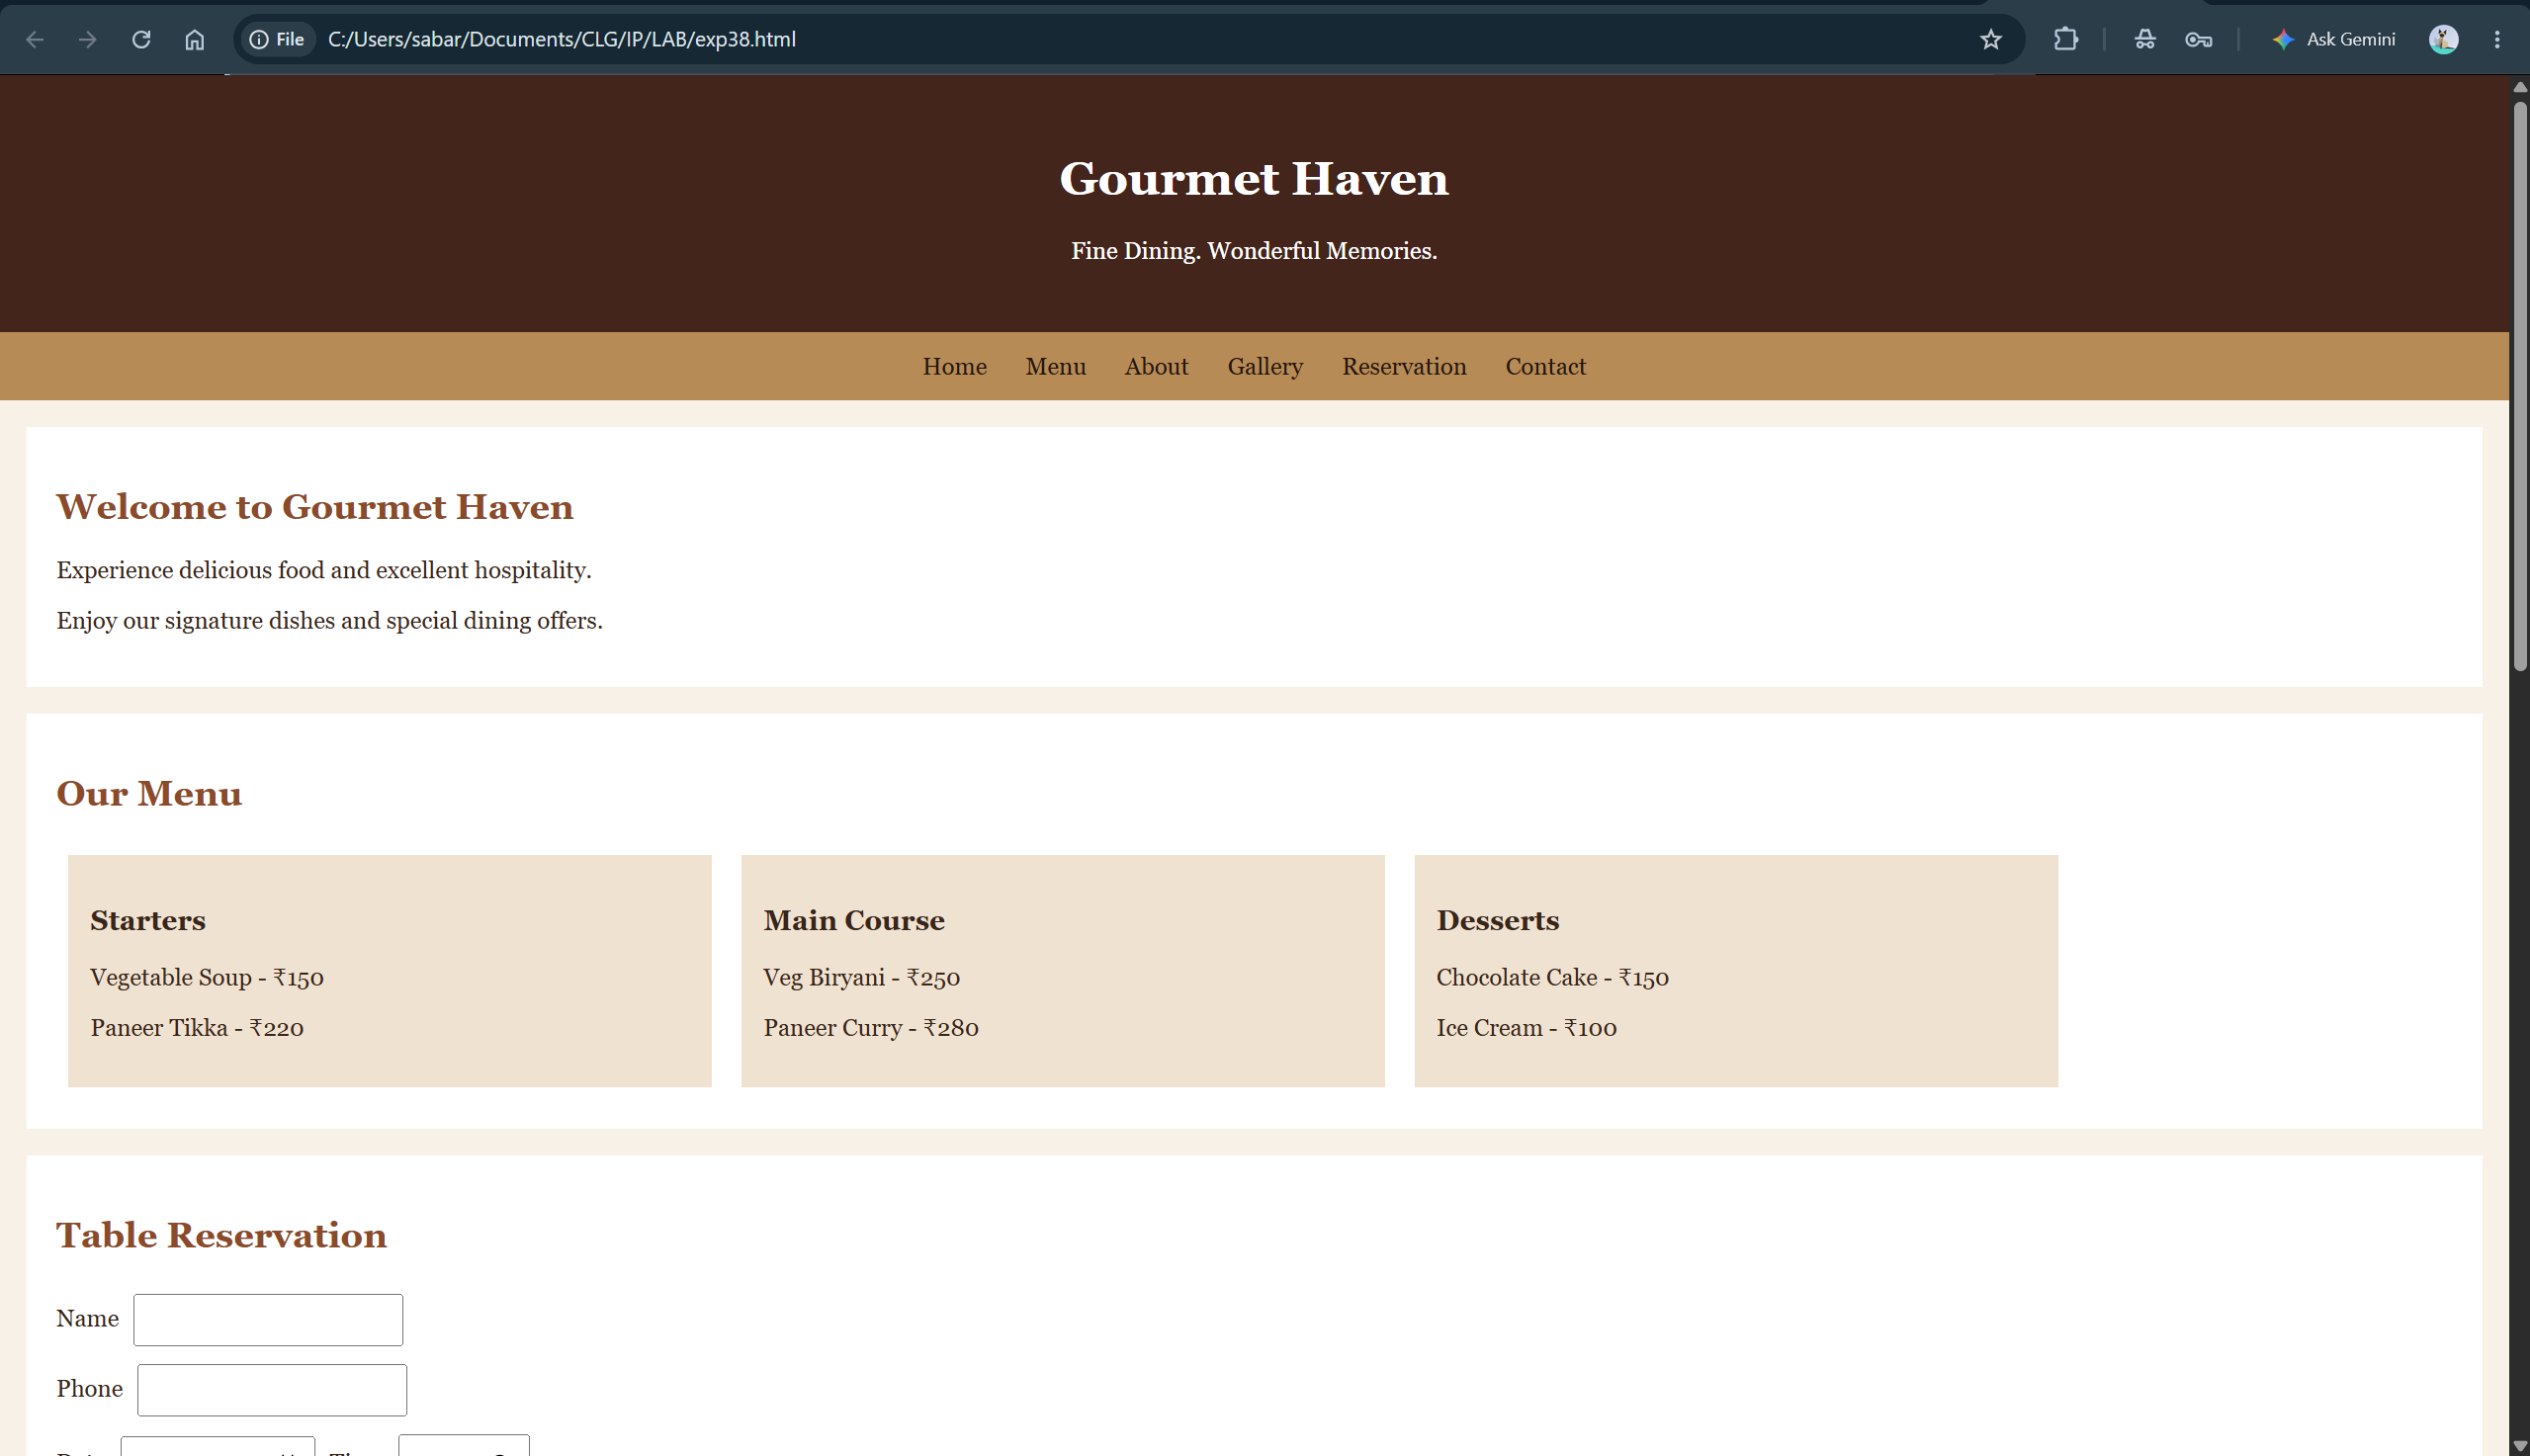 File C:/Users/sabar/Documents/CLG/IP/LAB/exp38.html Ask Gemini
Gourmet Haven
Fine Dining. Wonderful Memories.
Home Menu About Gallery Reservation Contact
Welcome to Gourmet Haven
Experience delicious food and excellent hospitality.
Enjoy our signature dishes and special dining offers.
Our Menu
Starters
Vegetable Soup - ₹150
Paneer Tikka - ₹220
Main Course
Veg Biryani - ₹250
Paneer Curry - ₹280
Desserts
Chocolate Cake - ₹150
Ice Cream - ₹100
Table Reservation
Name
Phone